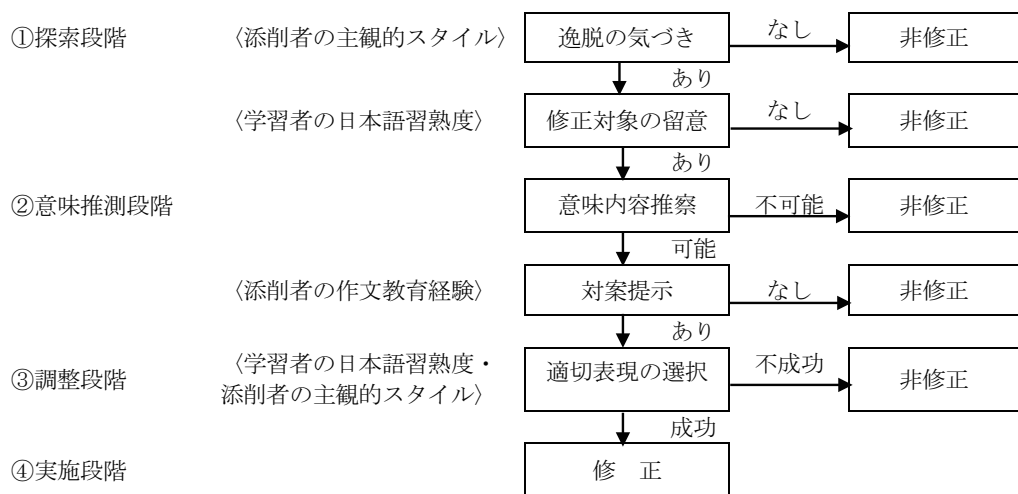 ①探索段階 〈添削者の主観的スタイル〉 逸脱の気づき なし 非修正
あり
〈学習者の日本語習熟度〉 修正対象の留意 なし 非修正
あり
②意味推測段階 意味内容推察 不可能 非修正
可能
〈添削者の作文教育経験〉 対案提示 なし 非修正
あり
③調整段階 〈学習者の日本語習熟度・
添削者の主観的スタイル〉 適切表現の選択 不成功 非修正
成功
④実施段階 修 正